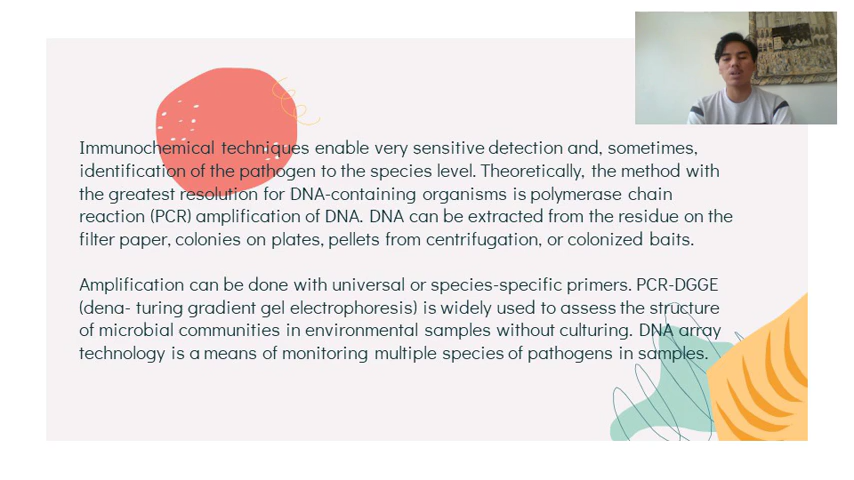 Immunochemical techniques enable very sensitive detection and, sometimes,
identification of the pathogen to the species level. Theoretically, the method with
the greatest resolution for DNA-containing organisms is polymerase chain
reaction (PCR) amplification of DNA. DNA can be extracted from the residue on the
filter paper, colonies on plates, pellets from centrifugation, or colonized baits.
Amplification can be done with universal or species-specific primers. PCR-DGGE
(dena- turing gradient gel electrophoresis) is widely used to assess the structure
of microbial communities in environmental samples without culturing. DNA array
technology is a means of monitoring multiple species of pathogens in samples.